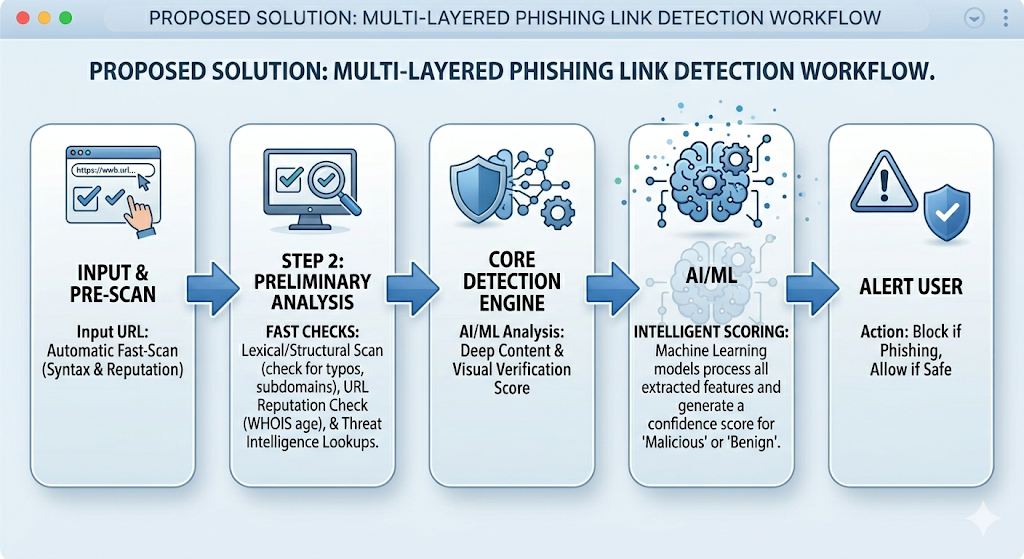 PROPOSED SOLUTION: MULTI-LAYERED PHISHING LINK DETECTION WORKFLOW
PROPOSED SOLUTION: MULTI-LAYERED PHISHING LINK DETECTION WORKFLOW.
https://wwb.url...
INPUT &
PRE-SCAN
Input URL:
Automatic Fast-Scan
(Syntax & Reputation)
STEP 2:
PRELIMINARY
ANALYSIS
FAST CHECKS:
Lexical/Structural Scan
(check for typos,
subdomains), URL
Reputation Check
(WHOIS age), & Threat
Intelligence Lookups.
CORE
DETECTION
ENGINE
AI/ML Analysis:
Deep Content &
Visual Verification
Score
AI/ML
INTELLIGENT SCORING:
Machine Learning
models process all
extracted features and
generate a
confidence score for
'Malicious' or 'Benign'.
ALERT USER
Action: Block if
Phishing,
Allow if Safe